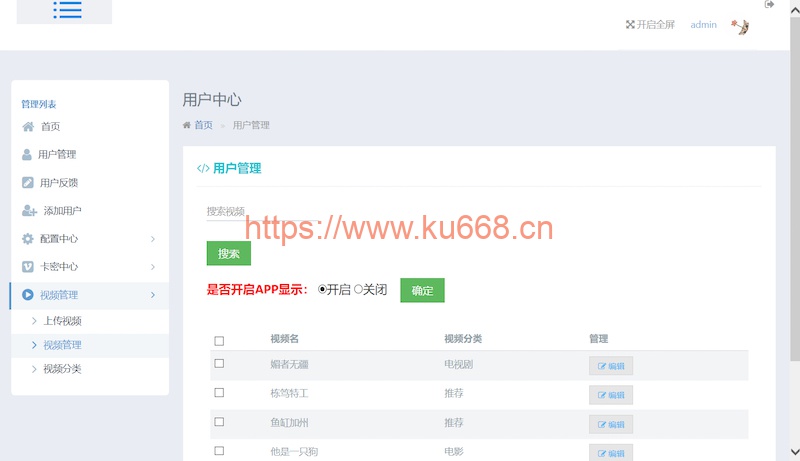 开启全屏 admin
管理列表
首页
用户管理
用户反馈
添加用户
配置中心
卡密中心
视频管理
上传视频
视频管理
视频分类
用户中心
首页 用户管理
</> 用户管理
搜索视频
https://www.ku668.cn
搜索
是否开启APP显示： 开启 关闭 确定
视频名 视频分类 管理
媚者无疆 电视剧 编辑
栋笃特工 推荐 编辑
鱼缸加州 推荐 编辑
他是一只狗 电影 编辑